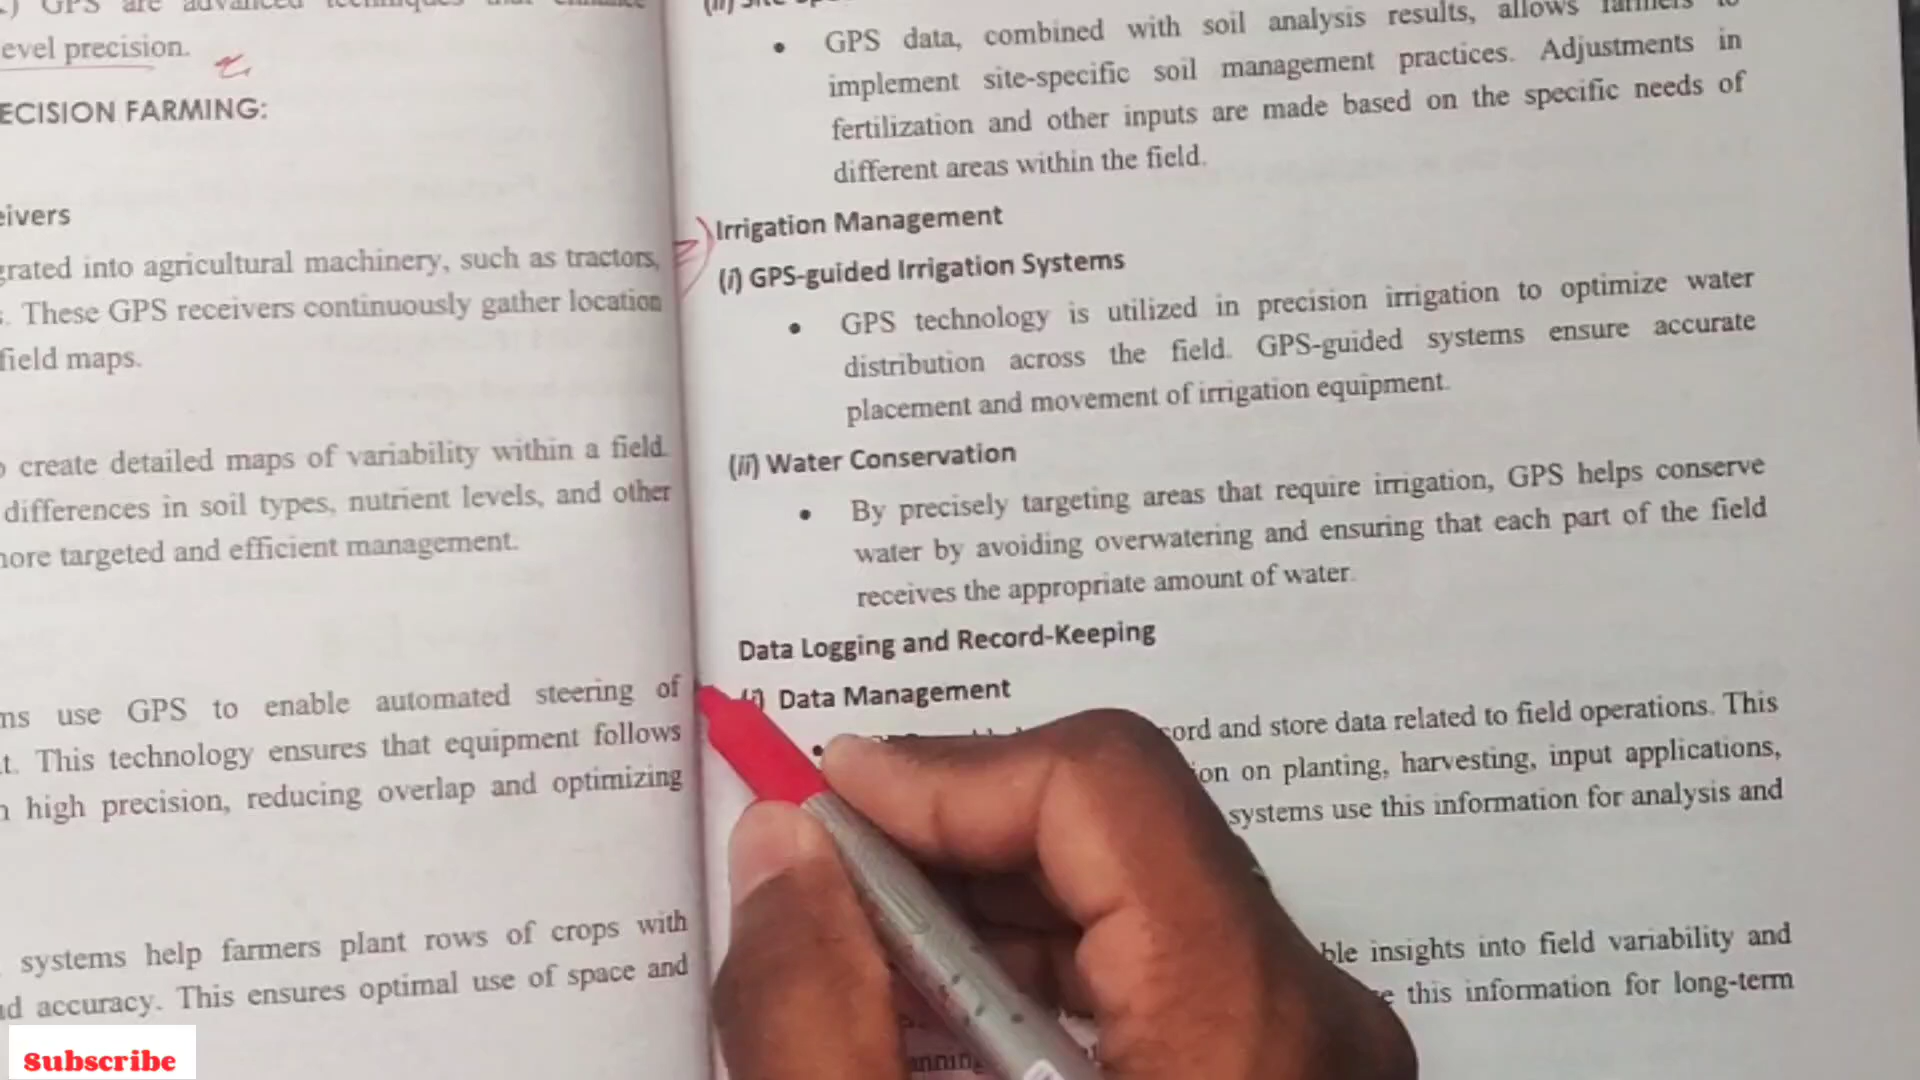 GPS are advanced techniques that enhance
evel precision.
ECISION FARMING:
eivers
grated into agricultural machinery, such as tractors,
s. These GPS receivers continuously gather location
field maps.
o create detailed maps of variability within a field.
differences in soil types, nutrient levels, and other
nore targeted and efficient management.
ms use GPS to enable automated steering of
t. This technology ensures that equipment follows
h high precision, reducing overlap and optimizing
systems help farmers plant rows of crops with
nd accuracy. This ensures optimal use of space and
• GPS data, combined with soil analysis results, allows farmers to
implement site-specific soil management practices. Adjustments in
fertilization and other inputs are made based on the specific needs of
different areas within the field.
Irrigation Management
(i) GPS-guided Irrigation Systems
• GPS technology is utilized in precision irrigation to optimize water
distribution across the field. GPS-guided systems ensure accurate
placement and movement of irrigation equipment.
(ii) Water Conservation
• By precisely targeting areas that require irrigation, GPS helps conserve
water by avoiding overwatering and ensuring that each part of the field
receives the appropriate amount of water.
Data Logging and Record-Keeping
(i) Data Management
• cord and store data related to field operations. This
ion on planting, harvesting, input applications,
systems use this information for analysis and
ble insights into field variability and
e this information for long-term
anning
Subscribe